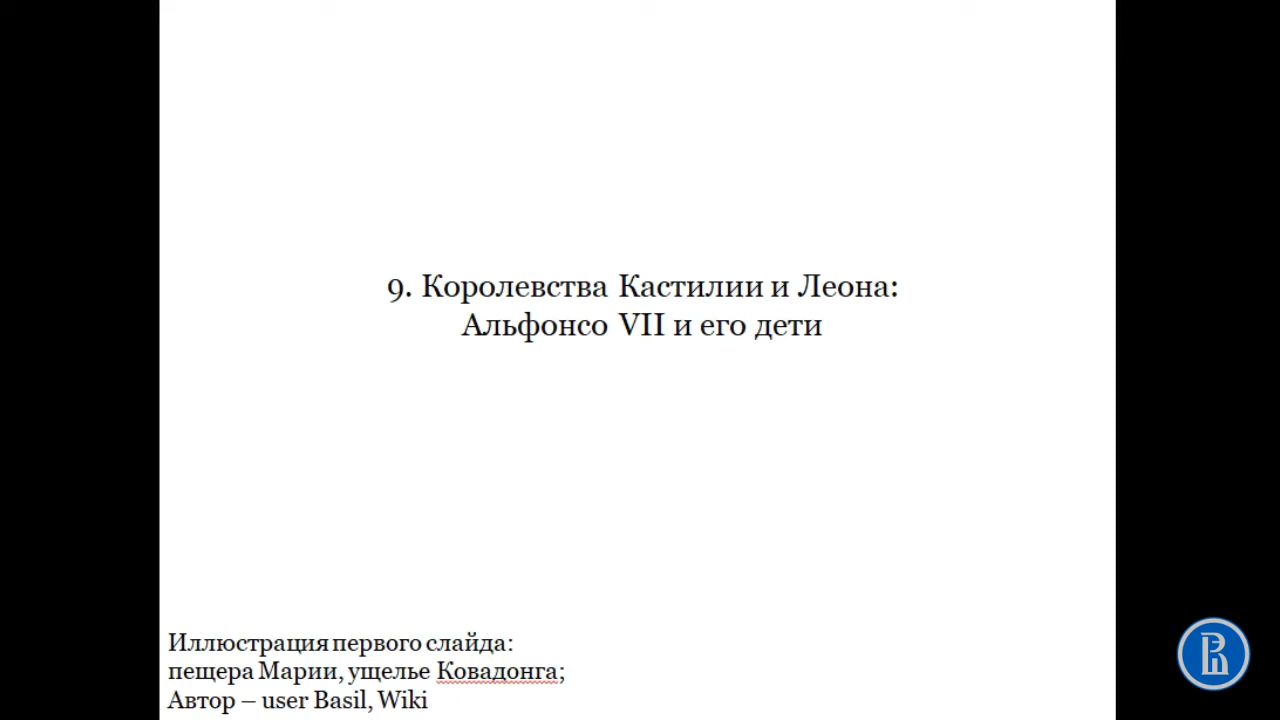 9. Королевства Кастилии и Леона:
Альфонсо VII и его дети
Иллюстрация первого слайда:
пещера Марии, ущелье Ковадонга;
Автор – user Basil, Wiki